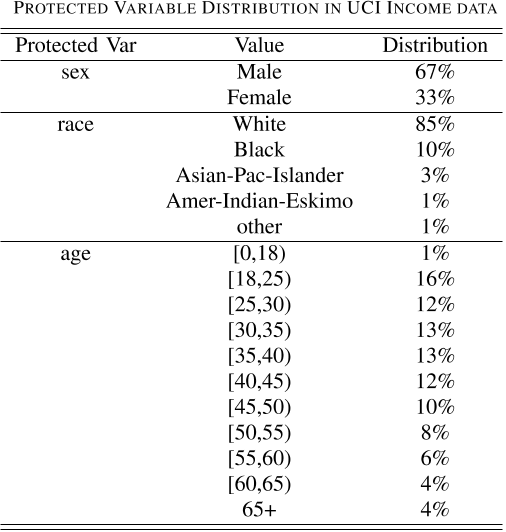 PROTECTED VARIABLE DISTRIBUTION IN UCI INCOME DATA
Protected Var Value Distribution
sex Male 67%
Female 33%
race White 85%
Black 10%
Asian-Pac-Islander 3%
Amer-Indian-Eskimo 1%
other 1%
age [0,18) 1%
[18,25) 16%
[25,30) 12%
[30,35) 13%
[35,40) 13%
[40,45) 12%
[45,50) 10%
[50,55) 8%
[55,60) 6%
[60,65) 4%
65+ 4%